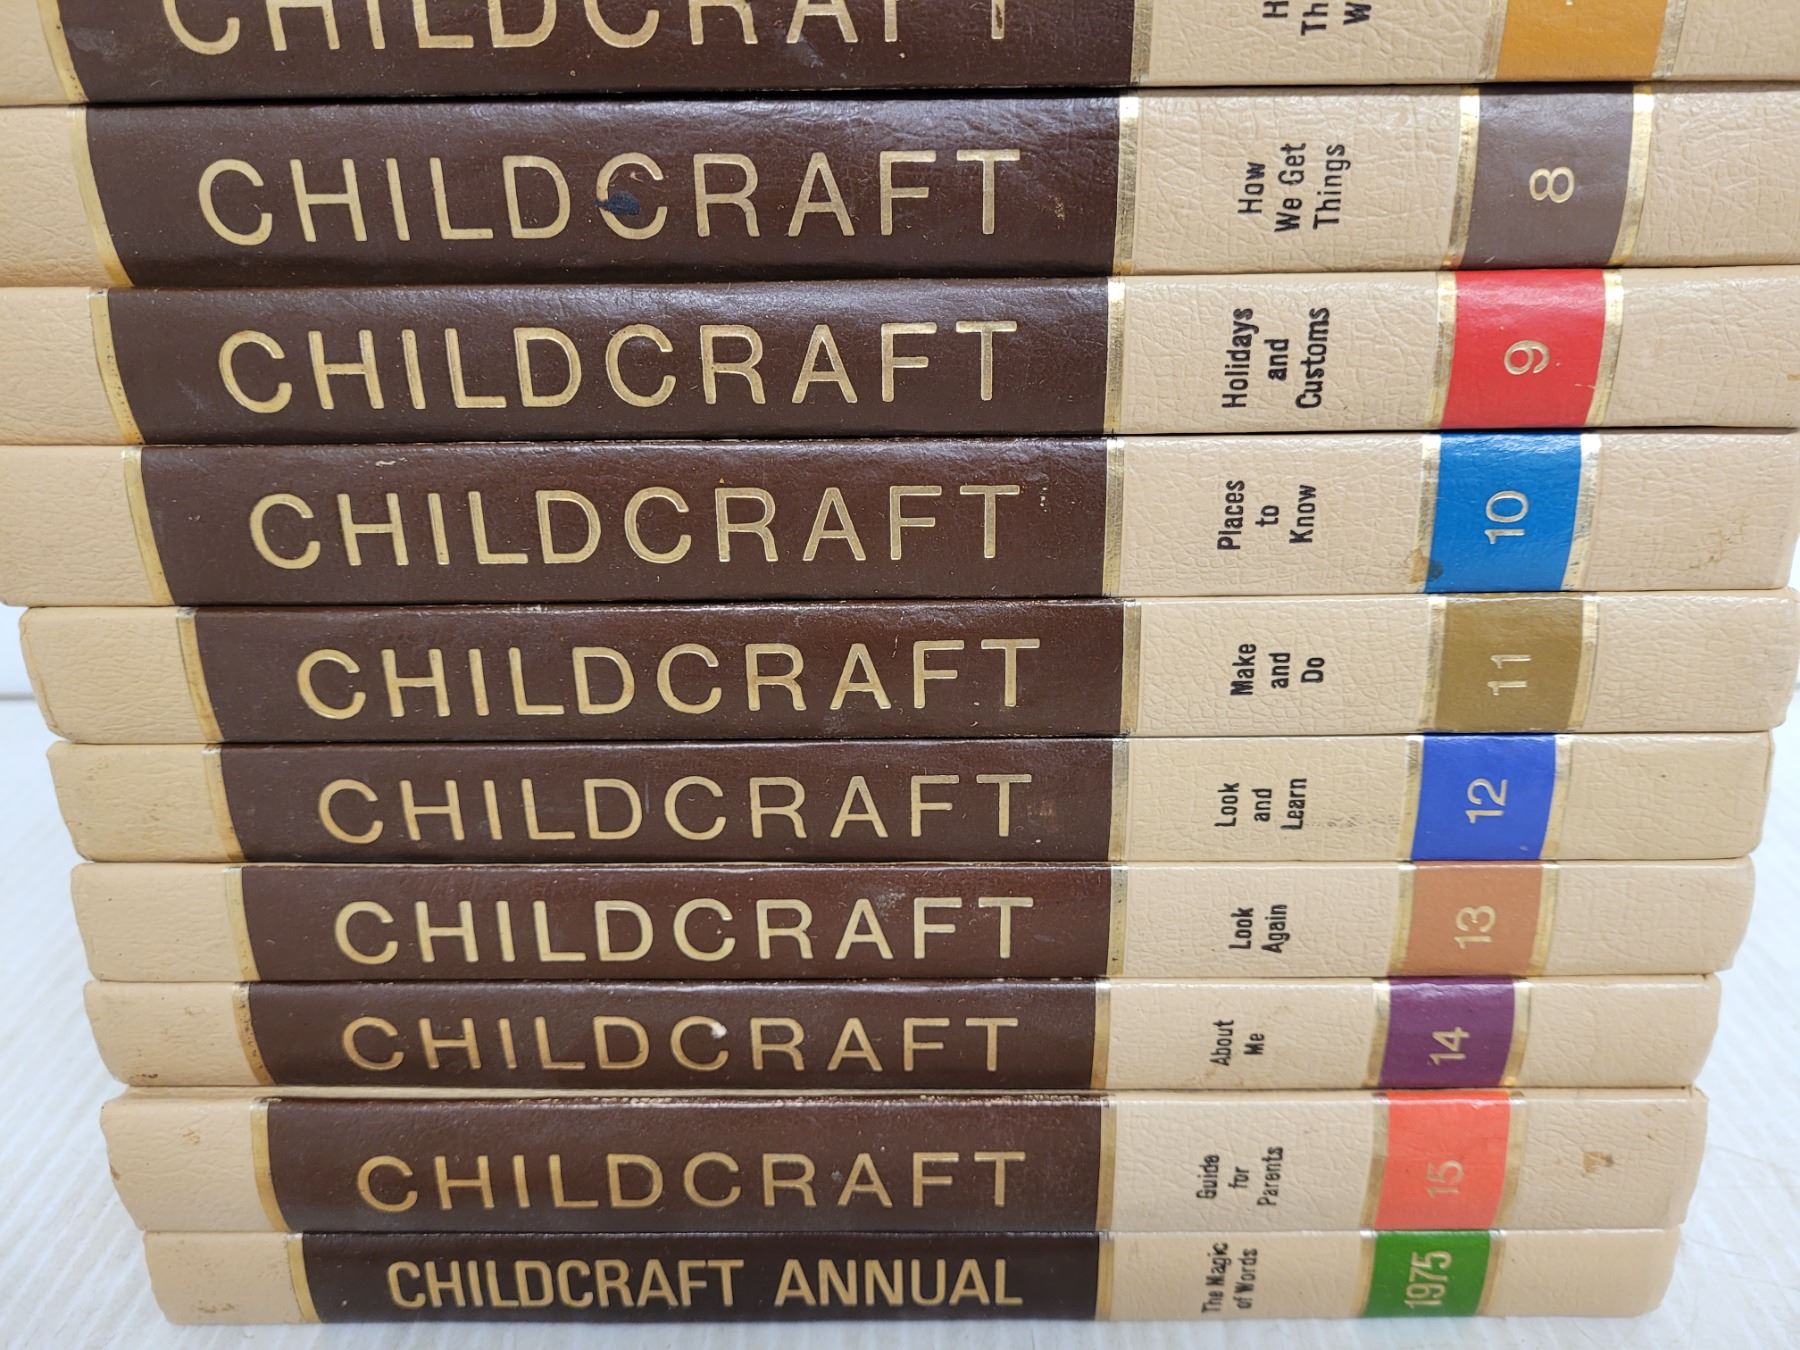 CHILDCRAFT
CHILDCRAFT
How
We Get
Things
8
CHILDCRAFT
Holidays
and
Customs
9
CHILDCRAFT
Places
to
Know
10
CHILDCRAFT
Make
and
Do
11
CHILDCRAFT
Look
and
Learn
12
CHILDCRAFT
Look
Again
13
CHILDCRAFT
About
Me
14
CHILDCRAFT
Guide
for
Parents
15
CHILDCRAFT ANNUAL
The Magic
of Words
1975